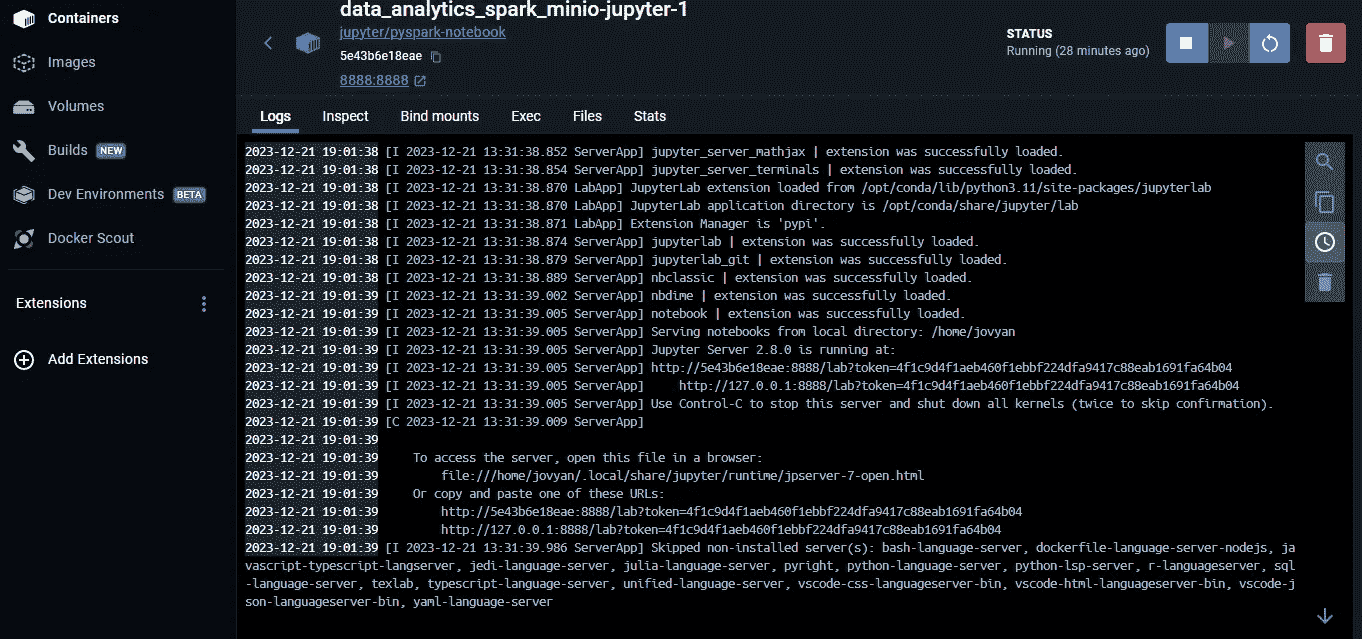 Containers
Images
Volumes
Builds NEW
Dev Environments BETA
Docker Scout
Extensions
Add Extensions
data_analytics_spark_minio-jupyter-1
jupyter/pyspark-notebook
5e43b6e18eae
8888:8888
STATUS
Running (28 minutes ago)
Logs Inspect Bind mounts Exec Files Stats
2023-12-21 19:01:38 [I 2023-12-21 13:31:38.852 ServerApp] jupyter_server_mathjax | extension was successfully loaded.
2023-12-21 19:01:38 [I 2023-12-21 13:31:38.854 ServerApp] jupyter_server_terminals | extension was successfully loaded.
2023-12-21 19:01:38 [I 2023-12-21 13:31:38.870 LabApp] JupyterLab extension loaded from /opt/conda/lib/python3.11/site-packages/jupyterlab
2023-12-21 19:01:38 [I 2023-12-21 13:31:38.870 LabApp] JupyterLab application directory is /opt/conda/share/jupyter/lab
2023-12-21 19:01:38 [I 2023-12-21 13:31:38.871 LabApp] Extension Manager is 'pypi'.
2023-12-21 19:01:38 [I 2023-12-21 13:31:38.874 ServerApp] jupyterlab | extension was successfully loaded.
2023-12-21 19:01:38 [I 2023-12-21 13:31:38.879 ServerApp] jupyterlab_git | extension was successfully loaded.
2023-12-21 19:01:38 [I 2023-12-21 13:31:38.889 ServerApp] nbclassic | extension was successfully loaded.
2023-12-21 19:01:39 [I 2023-12-21 13:31:39.002 ServerApp] nbdime | extension was successfully loaded.
2023-12-21 19:01:39 [I 2023-12-21 13:31:39.005 ServerApp] notebook | extension was successfully loaded.
2023-12-21 19:01:39 [I 2023-12-21 13:31:39.005 ServerApp] Serving notebooks from local directory: /home/jovyan
2023-12-21 19:01:39 [I 2023-12-21 13:31:39.005 ServerApp] Jupyter Server 2.8.0 is running at:
2023-12-21 19:01:39 [I 2023-12-21 13:31:39.005 ServerApp] http://5e43b6e18eae:8888/lab?token=4f1c9d4f1aeb460f1ebbf224dfa9417c88eab1691fa64b04
2023-12-21 19:01:39 [I 2023-12-21 13:31:39.005 ServerApp]     http://127.0.0.1:8888/lab?token=4f1c9d4f1aeb460f1ebbf224dfa9417c88eab1691fa64b04
2023-12-21 19:01:39 [I 2023-12-21 13:31:39.005 ServerApp] Use Control-C to stop this server and shut down all kernels (twice to skip confirmation).
2023-12-21 19:01:39 [C 2023-12-21 13:31:39.009 ServerApp]
2023-12-21 19:01:39
2023-12-21 19:01:39     To access the server, open this file in a browser:
2023-12-21 19:01:39         file:///home/jovyan/.local/share/jupyter/runtime/jpserver-7-open.html
2023-12-21 19:01:39     Or copy and paste one of these URLs:
2023-12-21 19:01:39         http://5e43b6e18eae:8888/lab?token=4f1c9d4f1aeb460f1ebbf224dfa9417c88eab1691fa64b04
2023-12-21 19:01:39         http://127.0.0.1:8888/lab?token=4f1c9d4f1aeb460f1ebbf224dfa9417c88eab1691fa64b04
2023-12-21 19:01:39 [I 2023-12-21 13:31:39.986 ServerApp] Skipped non-installed server(s): bash-language-server, dockerfile-language-server-nodejs, ja
vascript-typescript-langserver, jedi-language-server, julia-language-server, pyright, python-language-server, python-lsp-server, r-languageserver, sql
-language-server, texlab, typescript-language-server, unified-language-server, vscode-css-languageserver-bin, vscode-html-languageserver-bin, vscode-j
son-languageserver-bin, yaml-language-server